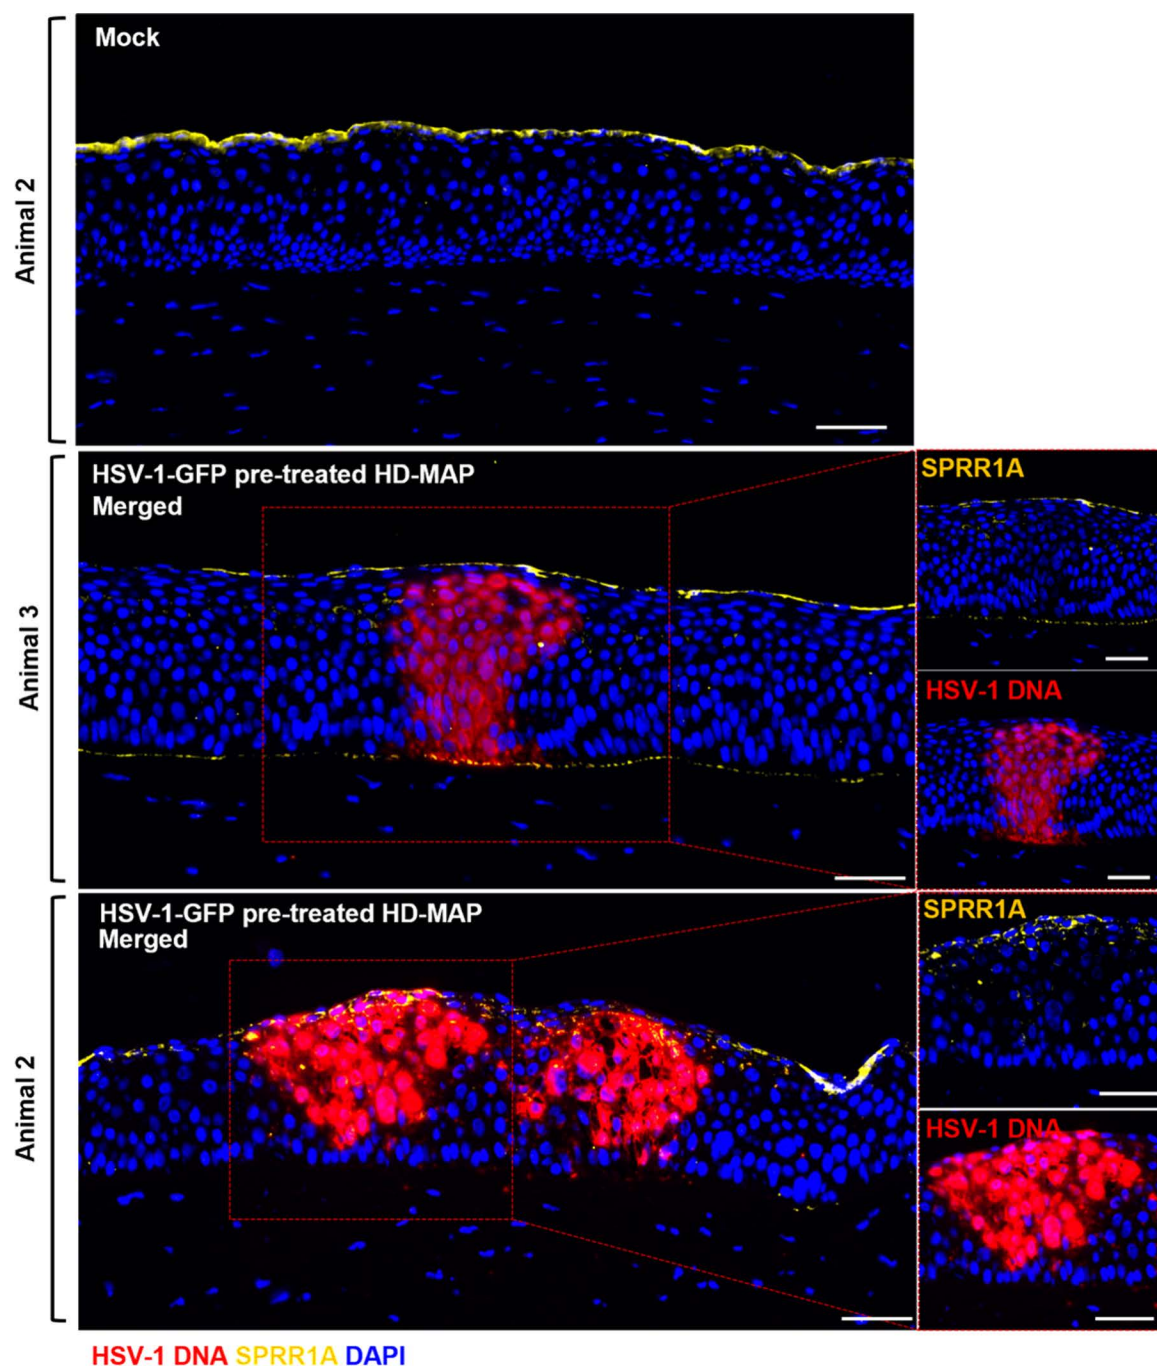 Mock
Animal 2
HSV-1-GFP pre-treated HD-MAP
Merged
SPRR1A
HSV-1 DNA
Animal 3
HSV-1-GFP pre-treated HD-MAP
Merged
SPRR1A
HSV-1 DNA
Animal 2
HSV-1 DNA SPRR1A DAPI